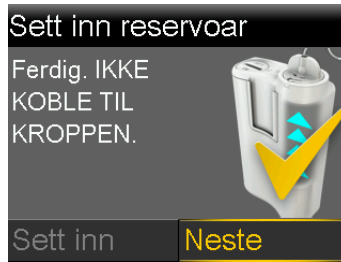 Sett inn reservoar
Ferdig. IKKE
KOBLE TIL
KROPPEN.
Sett inn
Neste